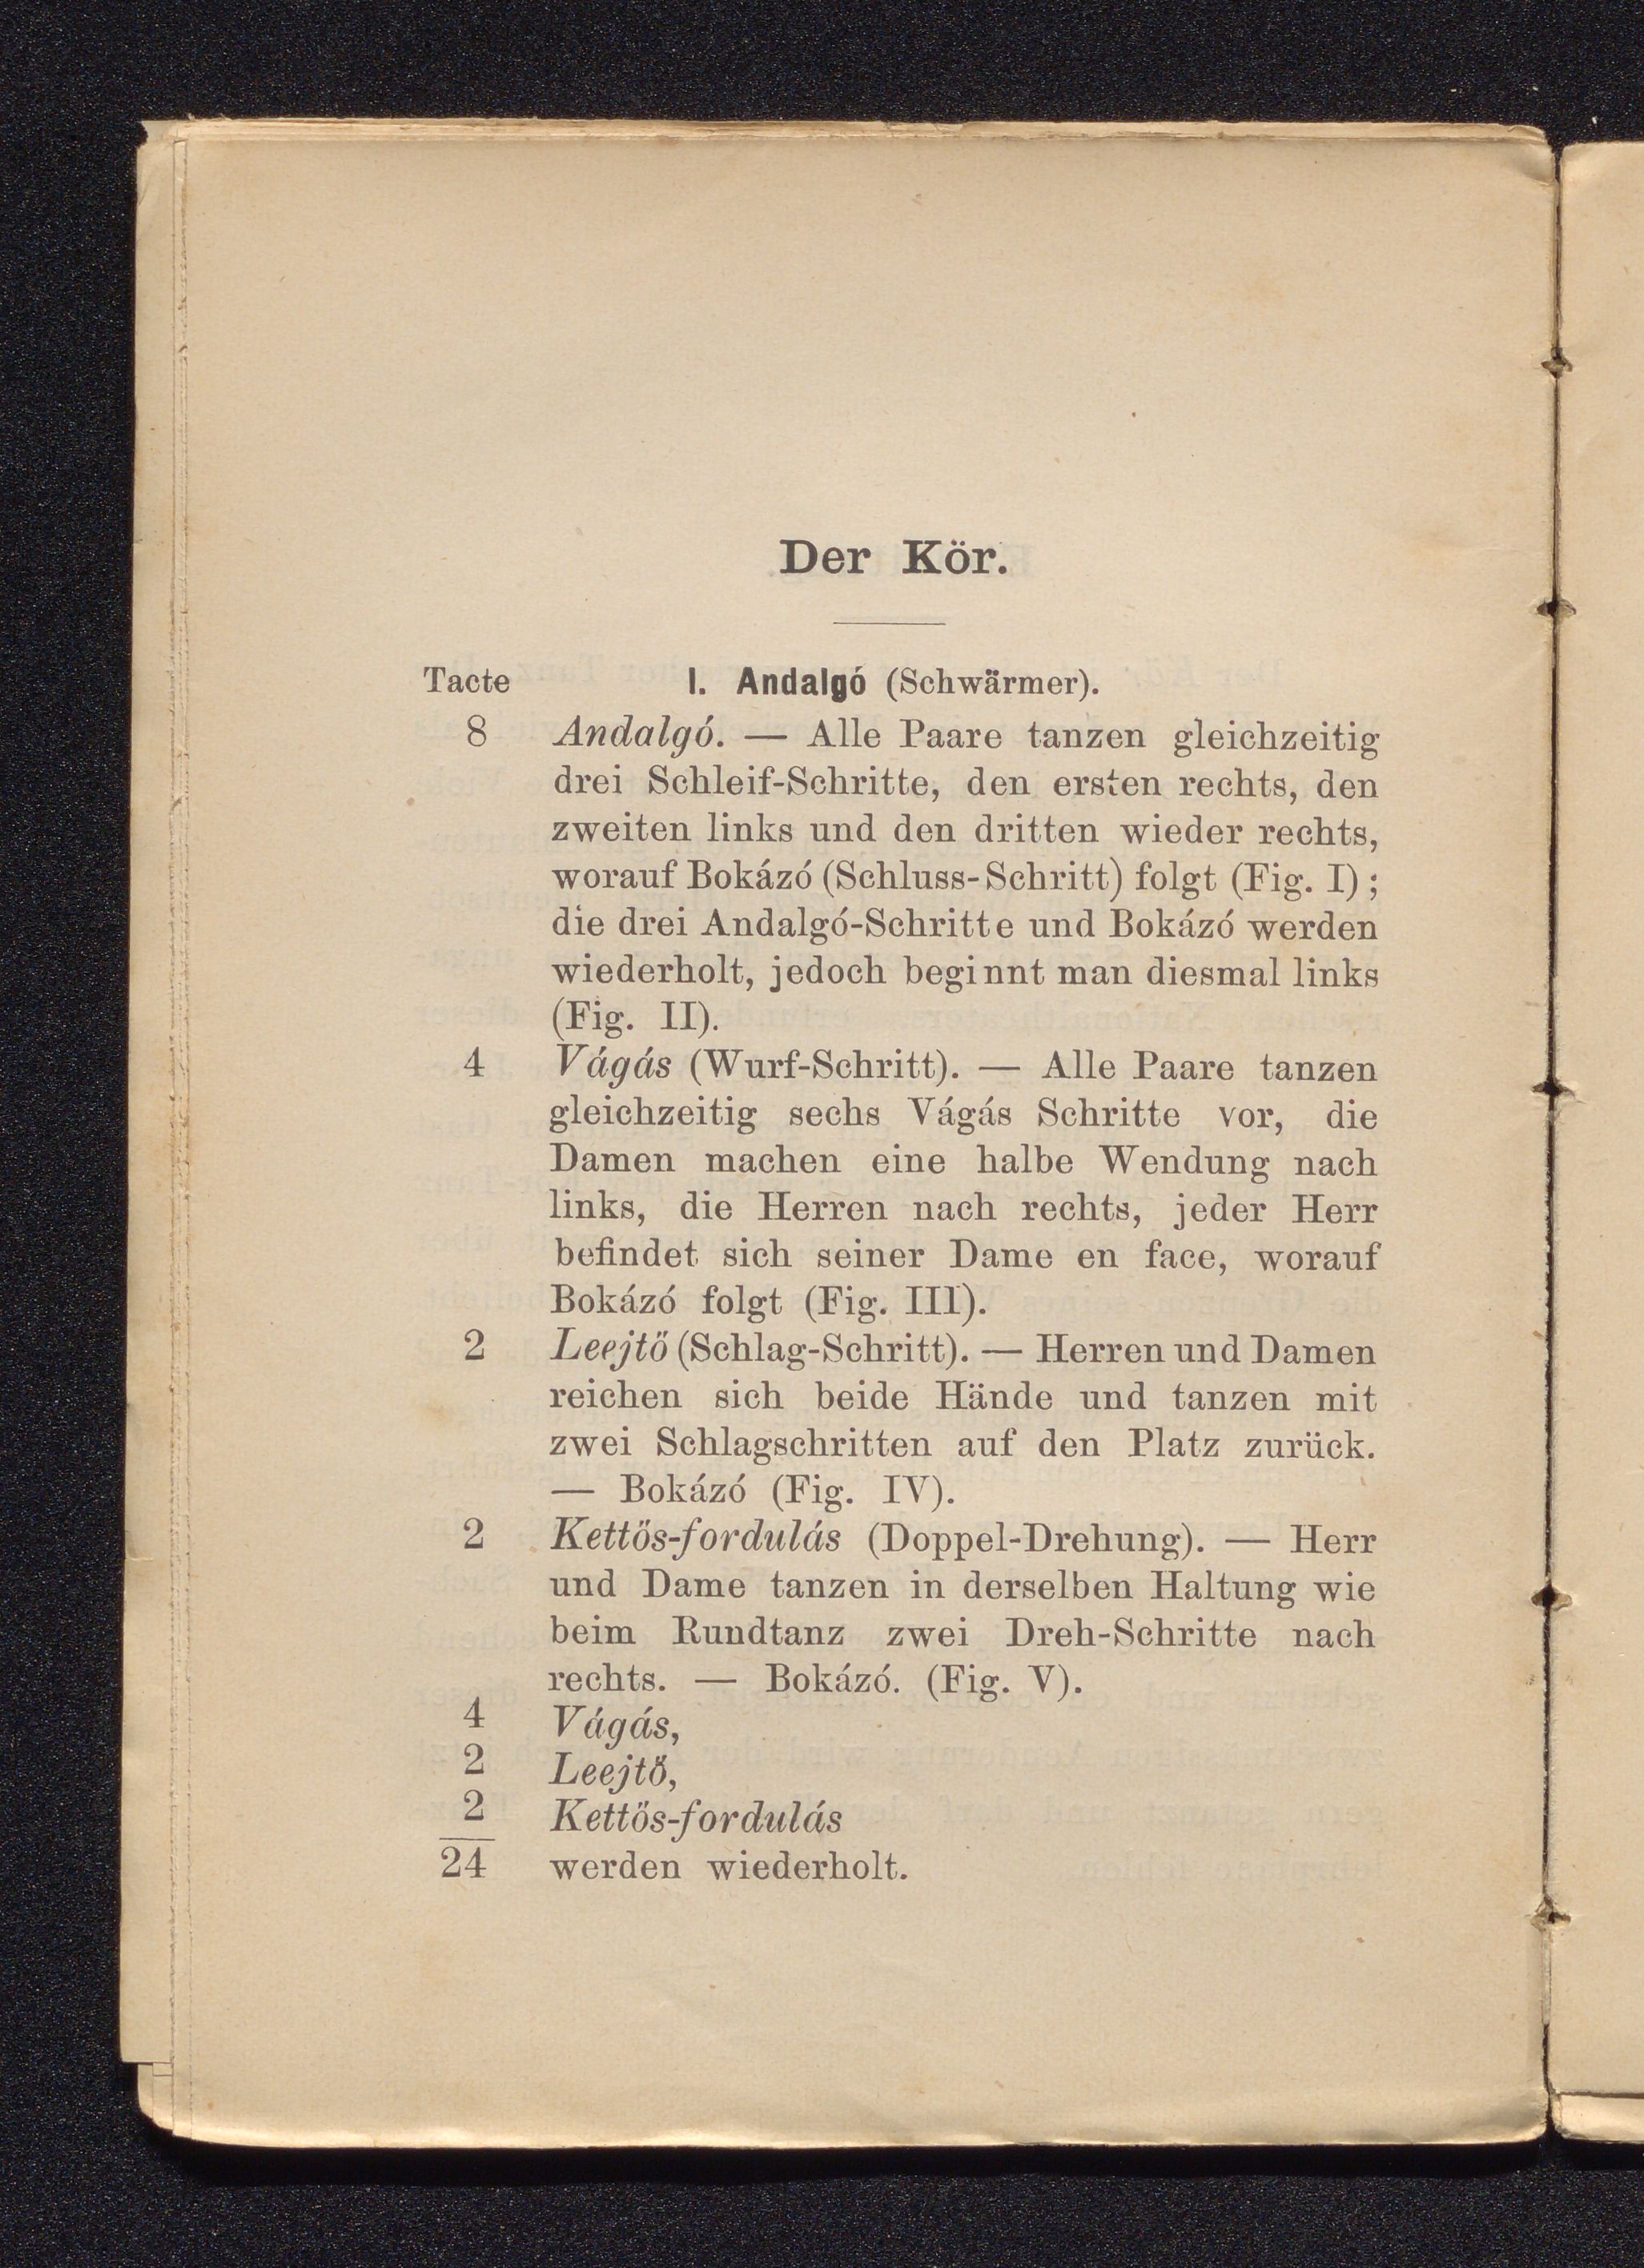 Der Kör.
Tacte I. Andalgó (Schwärmer).
8 Andalgó. — Alle Paare tanzen gleichzeitig
drei Schleif-Schritte, den ersten rechts, den
zweiten links und den dritten wieder rechts,
worauf Bokázó (Schluss-Schritt) folgt (Fig. I);
die drei Andalgó-Schritte und Bokázó werden
wiederholt, jedoch beginnt man diesmal links
(Fig. II).
4 Vágás (Wurf-Schritt). — Alle Paare tanzen
gleichzeitig sechs Vágás Schritte vor, die
Damen machen eine halbe Wendung nach
links, die Herren nach rechts, jeder Herr
befindet sich seiner Dame en face, worauf
Bokázó folgt (Fig. III).
2 Leejtő (Schlag-Schritt). — Herren und Damen
reichen sich beide Hände und tanzen mit
zwei Schlagschritten auf den Platz zurück.
— Bokázó (Fig. IV).
2 Kettős-fordulás (Doppel-Drehung). — Herr
und Dame tanzen in derselben Haltung wie
beim Rundtanz zwei Dreh-Schritte nach
rechts. — Bokázó. (Fig. V).
4 Vágás,
2 Leejtő,
2 Kettős-fordulás
24 werden wiederholt.